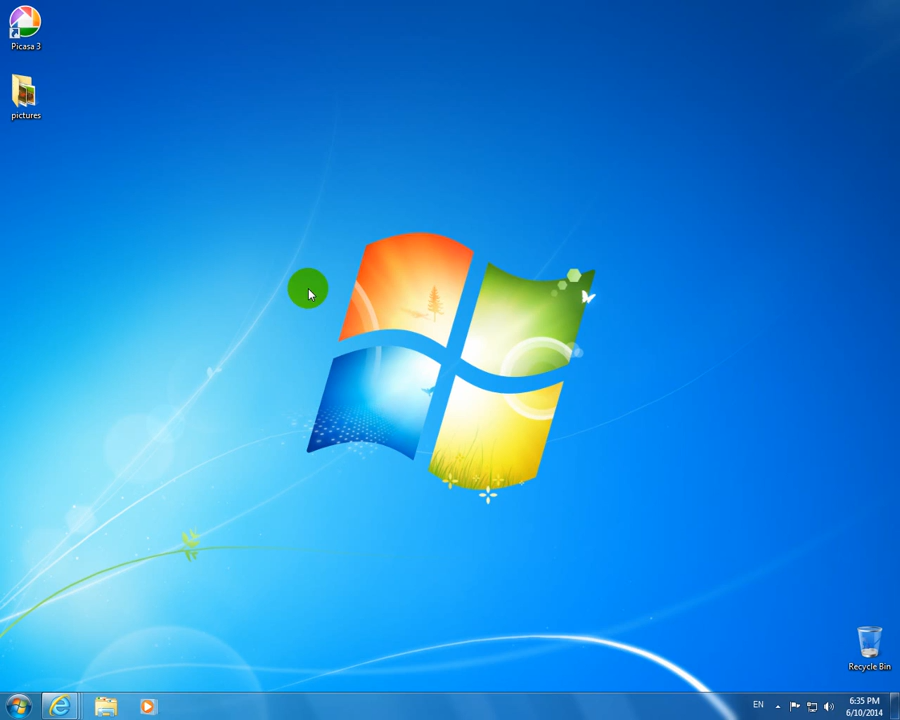 Picasa 3
pictures
Recycle Bin
EN
6:35 PM
6/10/2014